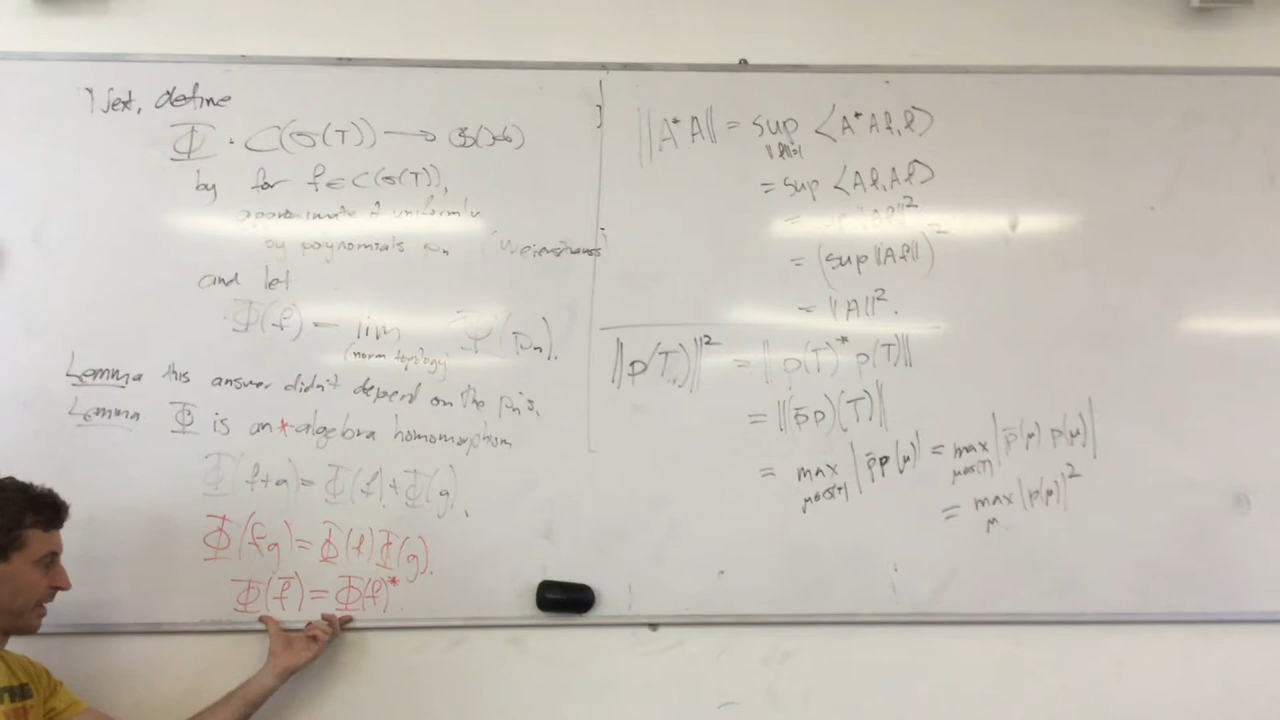 Next, define
Φ : C(σ(T)) → B(H)
by for f ∈ C(σ(T)),
approximate f uniformly
by polynomials pₙ (Weierstrass)
and let
Φ(f) = lim Φ(pₙ).
(norm topology)
Lemma this answer didn't depend on the pₙ's.
Lemma Φ is an *-algebra homomorphism
Φ(f+g) = Φ(f) + Φ(g).
Φ(fg) = Φ(f)Φ(g).
Φ(f̄) = Φ(f)*.
||A*A|| = sup ⟨A*Af, f⟩
||f||=1
= sup ⟨Af, Af⟩
= sup ||Af||²
= (sup ||Af||)²
= ||A||².
||p(T)||² = ||p(T)* p(T)||
= ||(p̄p)(T)||
= max |p̄p(μ)| = max |p̄(μ) p(μ)|
μ∈σ(T) μ∈σ(T)
= max |p(μ)|²
μ